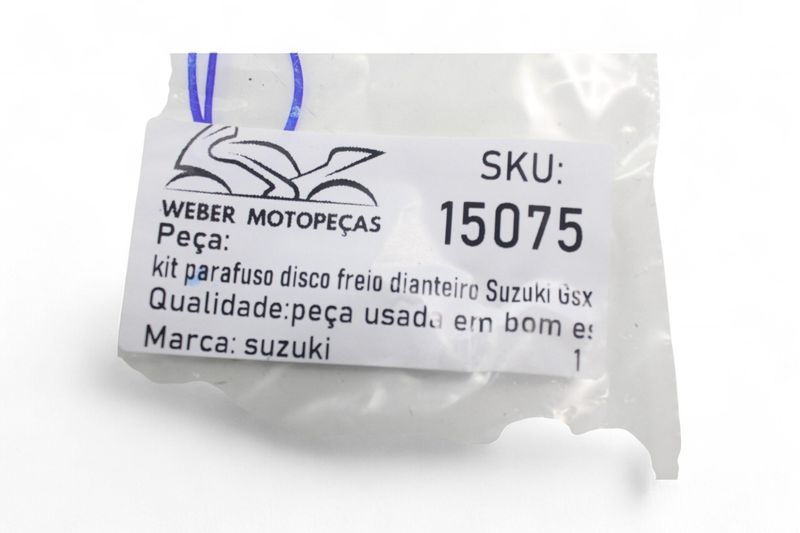 WEBER MOTOPEÇAS
SKU:
15075
Peça:
kit parafuso disco freio dianteiro Suzuki Gsx
Qualidade:peça usada em bom es
Marca: suzuki
1